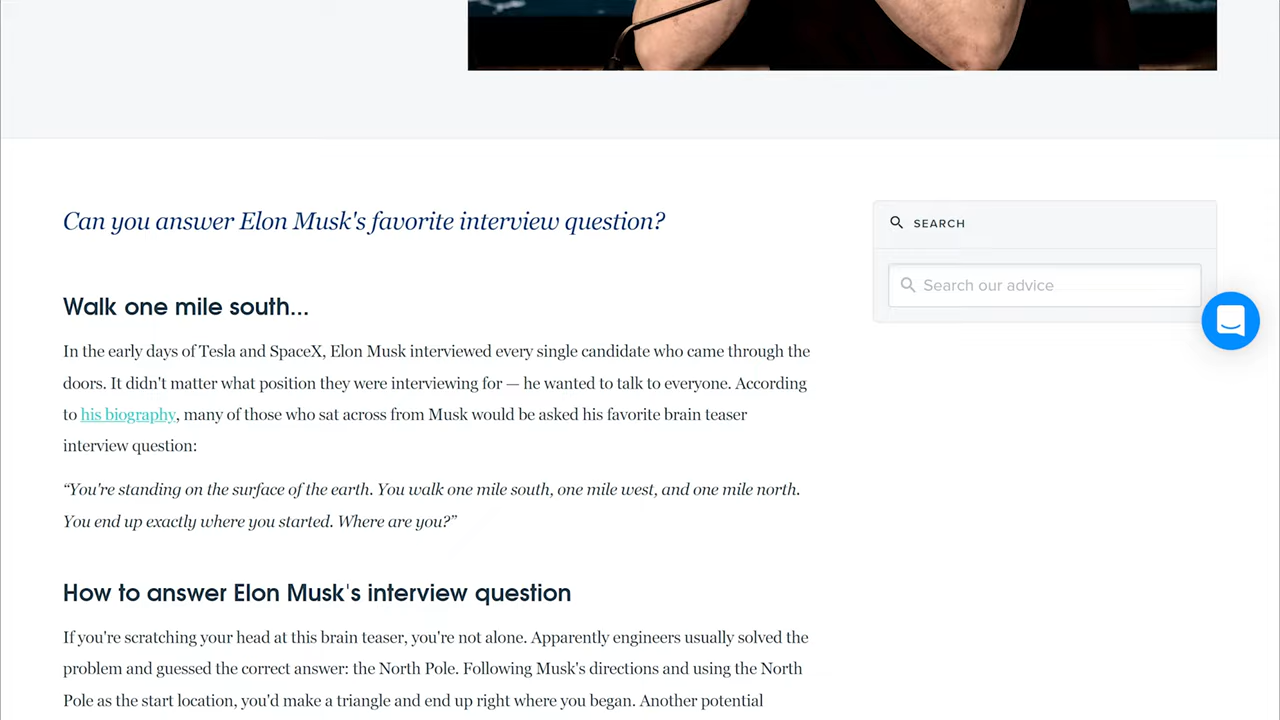 Can you answer Elon Musk's favorite interview question?
SEARCH
Search our advice
Walk one mile south...
In the early days of Tesla and SpaceX, Elon Musk interviewed every single candidate who came through the
doors. It didn't matter what position they were interviewing for — he wanted to talk to everyone. According
to his biography, many of those who sat across from Musk would be asked his favorite brain teaser
interview question:
“You're standing on the surface of the earth. You walk one mile south, one mile west, and one mile north.
You end up exactly where you started. Where are you?”
How to answer Elon Musk's interview question
If you're scratching your head at this brain teaser, you're not alone. Apparently engineers usually solved the
problem and guessed the correct answer: the North Pole. Following Musk's directions and using the North
Pole as the start location, you'd make a triangle and end up right where you began. Another potential